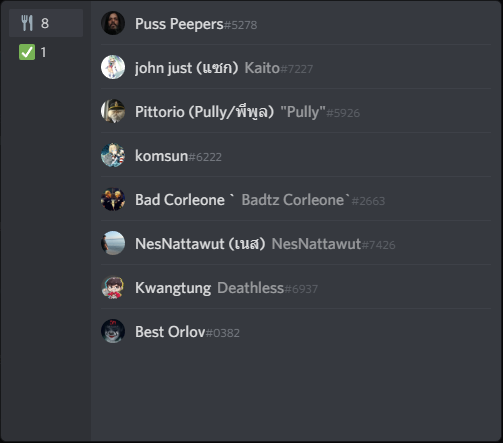 8
1
Puss Peepers#5278
john just (แซก) Kaito#7227
Pittorio (Pully/พี่พูล) "Pully"#5926
komsun#6222
Bad Corleone ` Badtz Corleone`#2663
NesNattawut (เนส) NesNattawut#7426
Kwangtung Deathless#6937
Best Orlov#0382